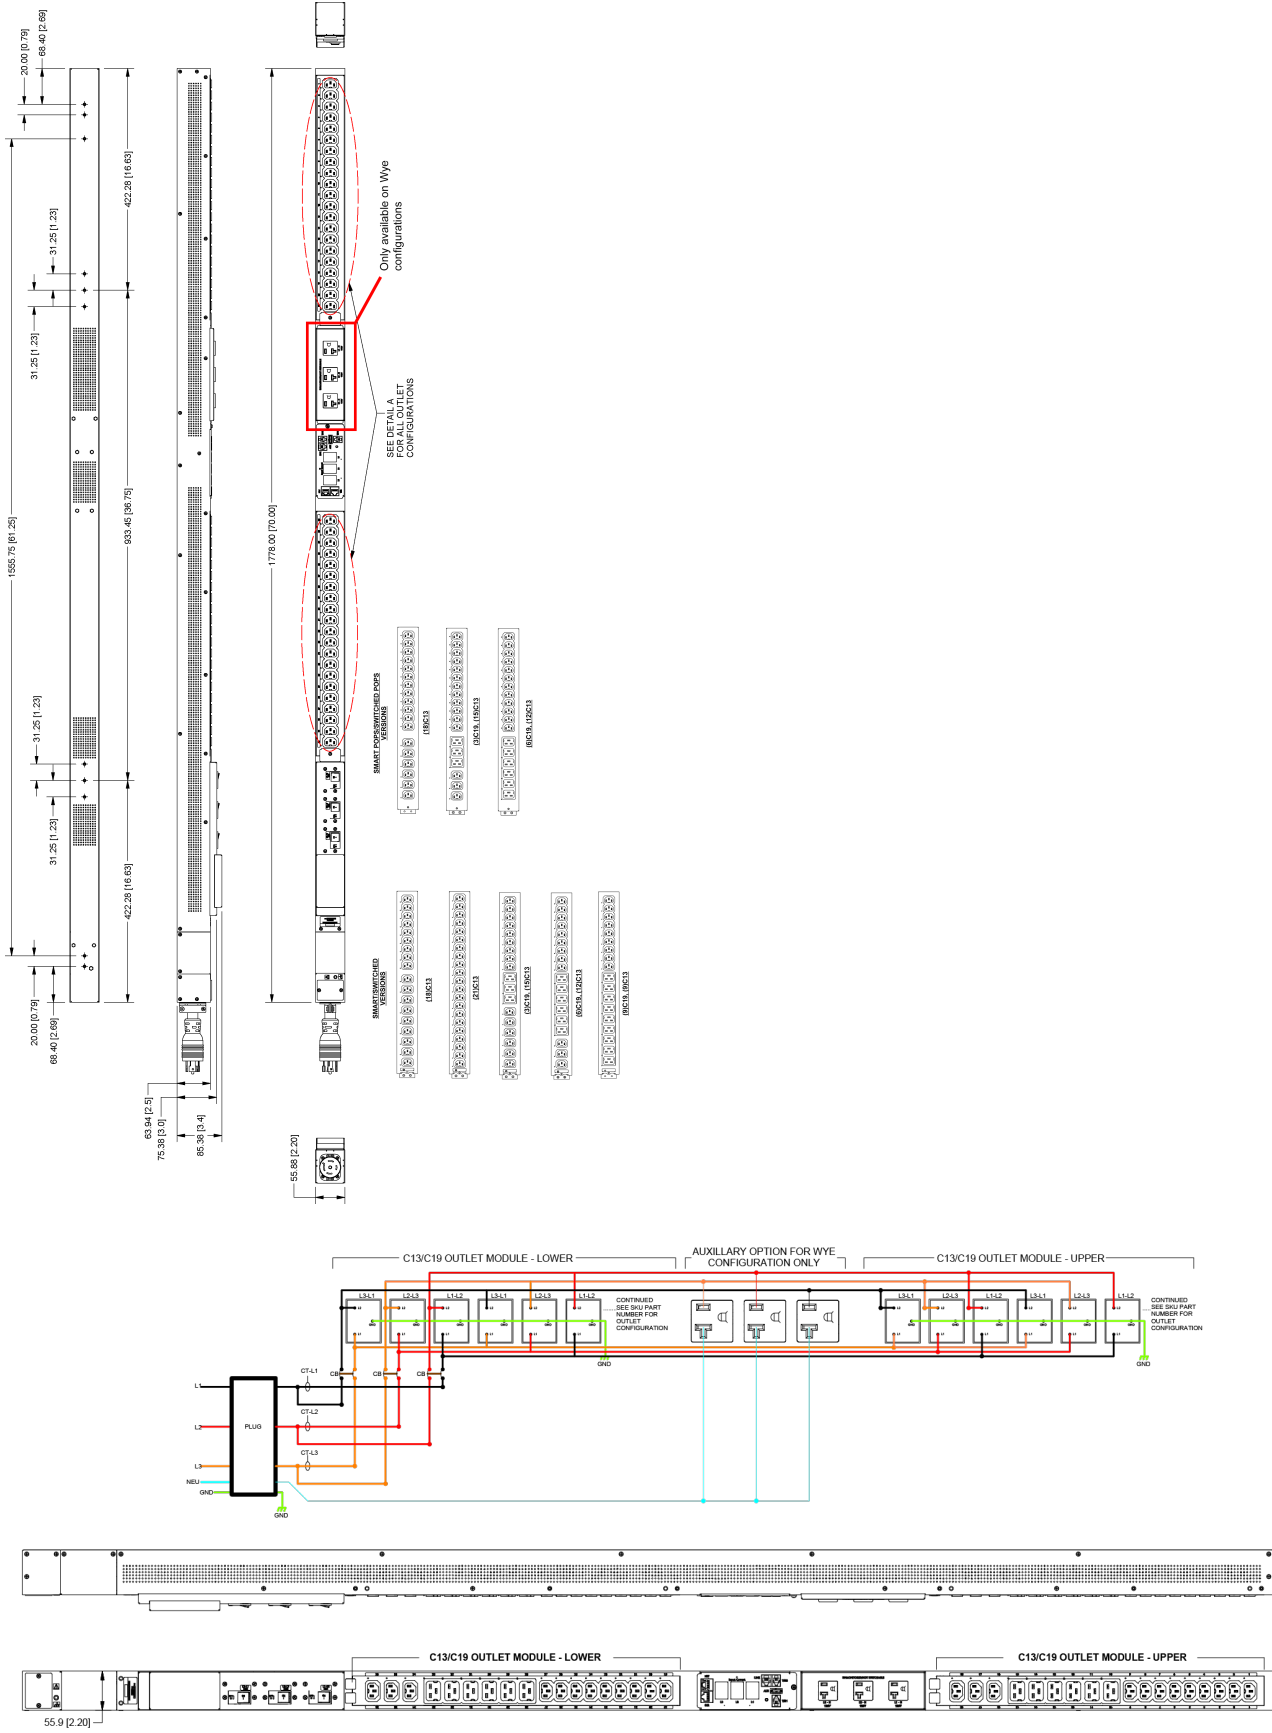 20.00 [0.79]
68.40 [2.69]
422.28 [16.63]
31.25 [1.23]
31.25 [1.23]
1555.75 [61.25]
933.45 [36.75]
31.25 [1.23]
31.25 [1.23]
422.28 [16.63]
20.00 [0.79]
68.40 [2.69]
63.94 [2.5]
75.38 [3.0]
85.38 [3.4]
1778.00 [70.00]
55.88 [2.20]
Only available on Wye
configurations
SEE DETAIL A
FOR ALL OUTLET
CONFIGURATIONS
SMART POPS/SWITCHED POPS
VERSIONS
(18)C13
(3)C19, (15)C13
(6)C19, (12)C13
SMART/SWITCHED
VERSIONS
(18)C13
(21)C13
(3)C19, (15)C13
(6)C19, (12)C13
(9)C19, (9)C13
C13/C19 OUTLET MODULE - LOWER
AUXILLARY OPTION FOR WYE
CONFIGURATION ONLY
C13/C19 OUTLET MODULE - UPPER
L3-L1
L2-L3
L1-L2
L3-L1
L2-L3
L1-L2
CONTINUED
SEE SKU PART
NUMBER FOR
OUTLET
CONFIGURATION
L3-L1
L2-L3
L1-L2
L3-L1
L2-L3
L1-L2
CONTINUED
SEE SKU PART
NUMBER FOR
OUTLET
CONFIGURATION
GND
GND
CT-L1
CB
CB
CB
L1
CT-L2
L2
PLUG
CT-L3
L3
NEU
GND
GND
C13/C19 OUTLET MODULE - LOWER
C13/C19 OUTLET MODULE - UPPER
55.9 [2.20]